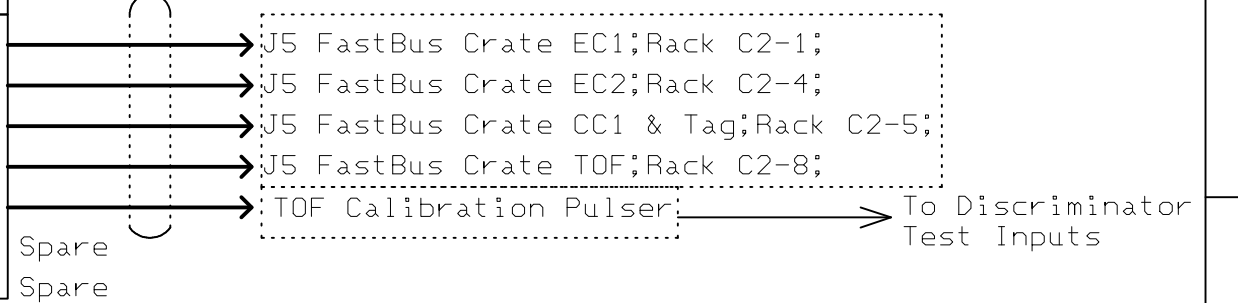 J5 FastBus Crate EC1;Rack C2-1;
J5 FastBus Crate EC2;Rack C2-4;
J5 FastBus Crate CC1 & Tag;Rack C2-5;
J5 FastBus Crate TOF;Rack C2-8;
TOF Calibration Pulser
To Discriminator
Test Inputs
Spare
Spare